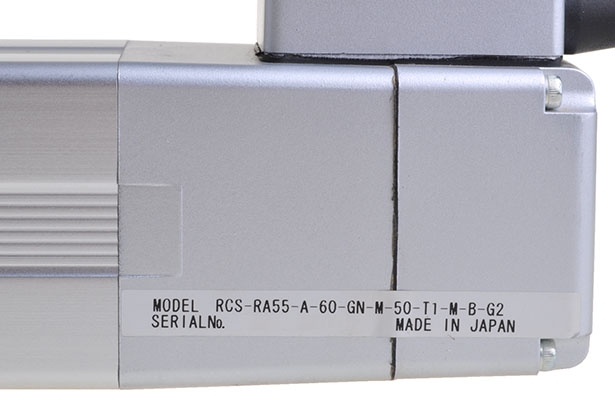 MODEL RCS-RA55-A-60-GN-M-50-T1-M-B-G2
SERIALNo. MADE IN JAPAN